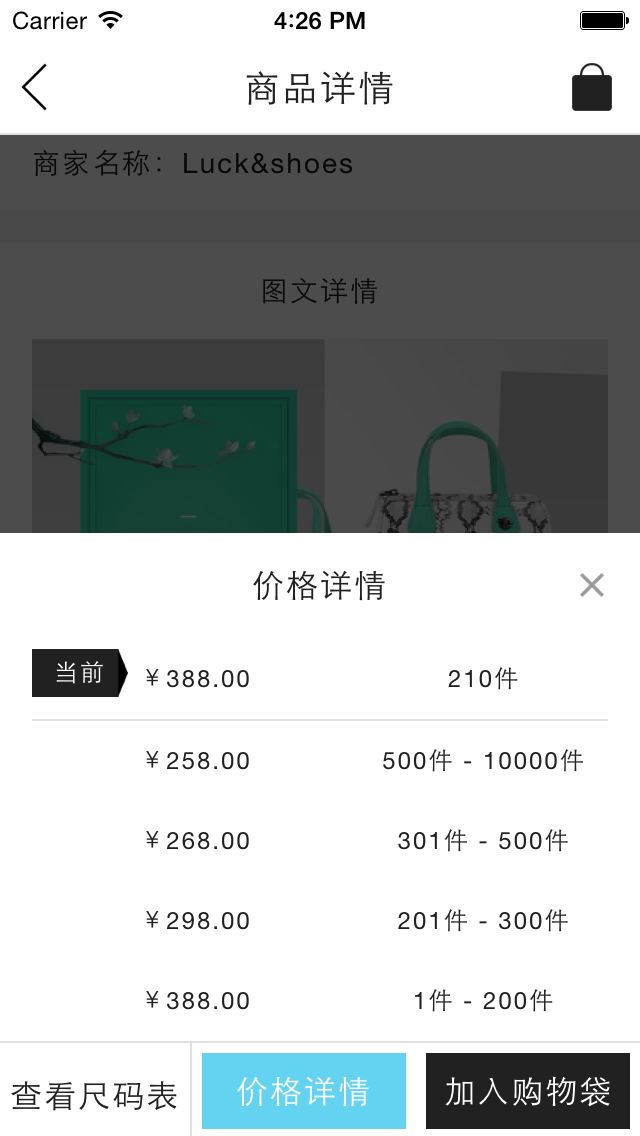 Carrier 4:26 PM
商品详情
商家名称：Luck&shoes
图文详情
价格详情
当前 ¥388.00 210件
¥258.00 500件 - 10000件
¥268.00 301件 - 500件
¥298.00 201件 - 300件
¥388.00 1件 - 200件
查看尺码表 价格详情 加入购物袋